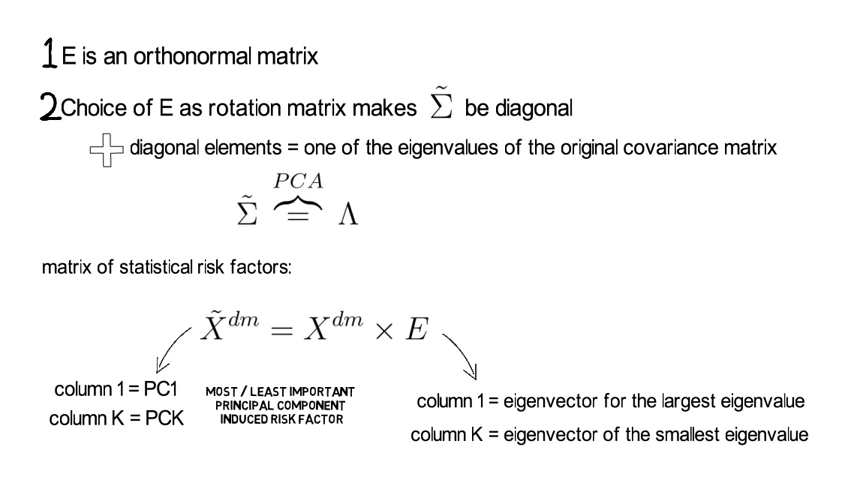 1 E is an orthonormal matrix
2 Choice of E as rotation matrix makes Σ̃ be diagonal
diagonal elements = one of the eigenvalues of the original covariance matrix
PCA
Σ̃ = Λ
matrix of statistical risk factors:
X̃^{dm} = X^{dm} × E
column 1 = PC1
column K = PCK
MOST / LEAST IMPORTANT
PRINCIPAL COMPONENT
INDUCED RISK FACTOR
column 1 = eigenvector for the largest eigenvalue
column K = eigenvector of the smallest eigenvalue